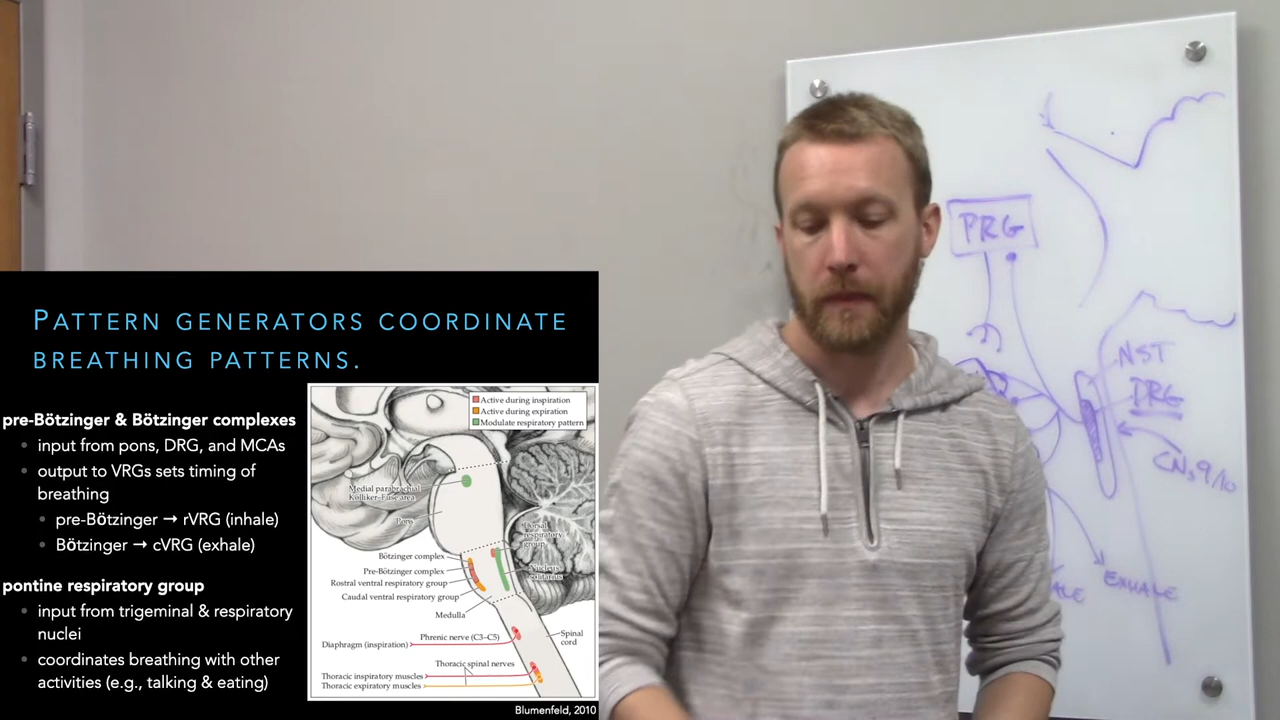 PATTERN GENERATORS COORDINATE
BREATHING PATTERNS.
pre-Bötzinger & Bötzinger complexes
input from pons, DRG, and MCAs
output to VRGs sets timing of
breathing
pre-Bötzinger → rVRG (inhale)
Bötzinger → cVRG (exhale)
pontine respiratory group
input from trigeminal & respiratory
nuclei
coordinates breathing with other
activities (e.g., talking & eating)
Active during inspiration
Active during expiration
Modulate respiratory pattern
Medial parabrachial
Kölliker–Fuse area
Pons
Dorsal
respiratory
group
Nucleus
solitarius
Bötzinger complex
Pre-Bötzinger complex
Rostral ventral respiratory group
Caudal ventral respiratory group
Medulla
Phrenic nerve (C3–C5)
Diaphragm (inspiration)
Spinal
cord
Thoracic spinal nerves
Thoracic inspiratory muscles
Thoracic expiratory muscles
Blumenfeld, 2010
PRG
NST
CNs 9/10
EXHALE